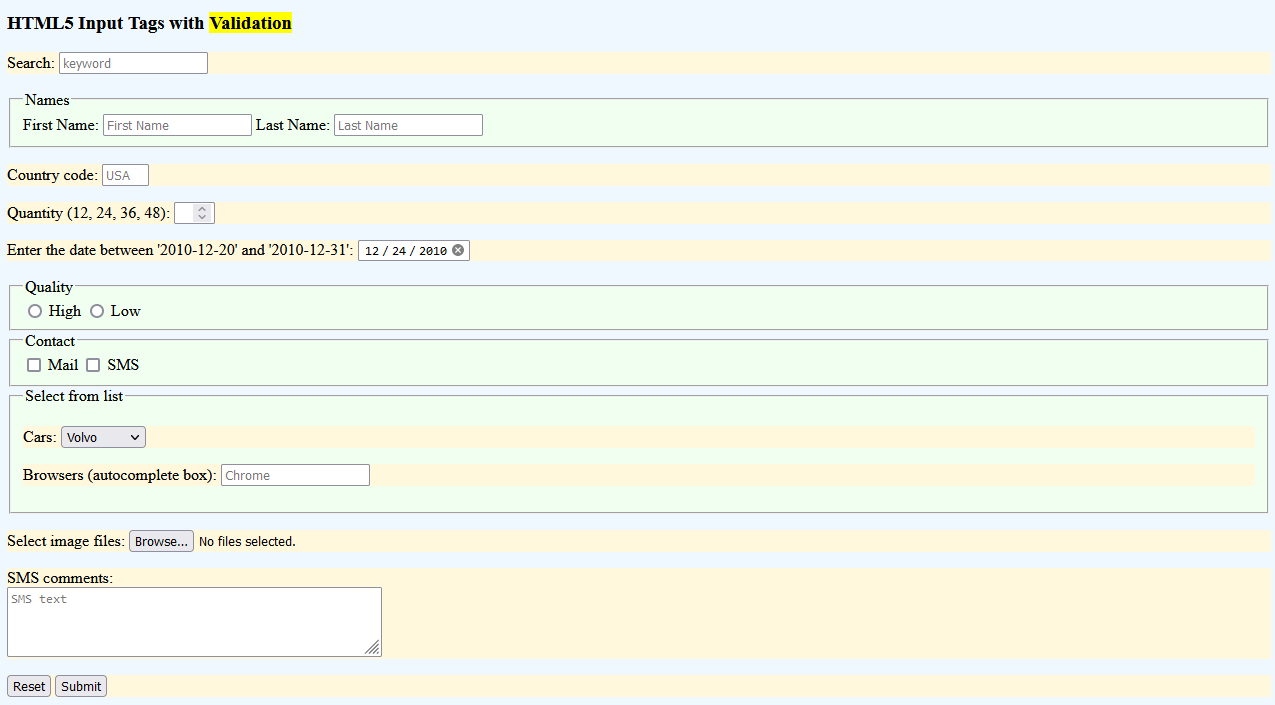 HTML5 Input Tags with Validation
Search: keyword
Names
First Name: First Name Last Name: Last Name
Country code: USA
Quantity (12, 24, 36, 48):
Enter the date between '2010-12-20' and '2010-12-31': 12 / 24 / 2010
Quality
High Low
Contact
Mail SMS
Select from list
Cars: Volvo
Browsers (autocomplete box): Chrome
Select image files: Browse... No files selected.
SMS comments:
SMS text
Reset Submit